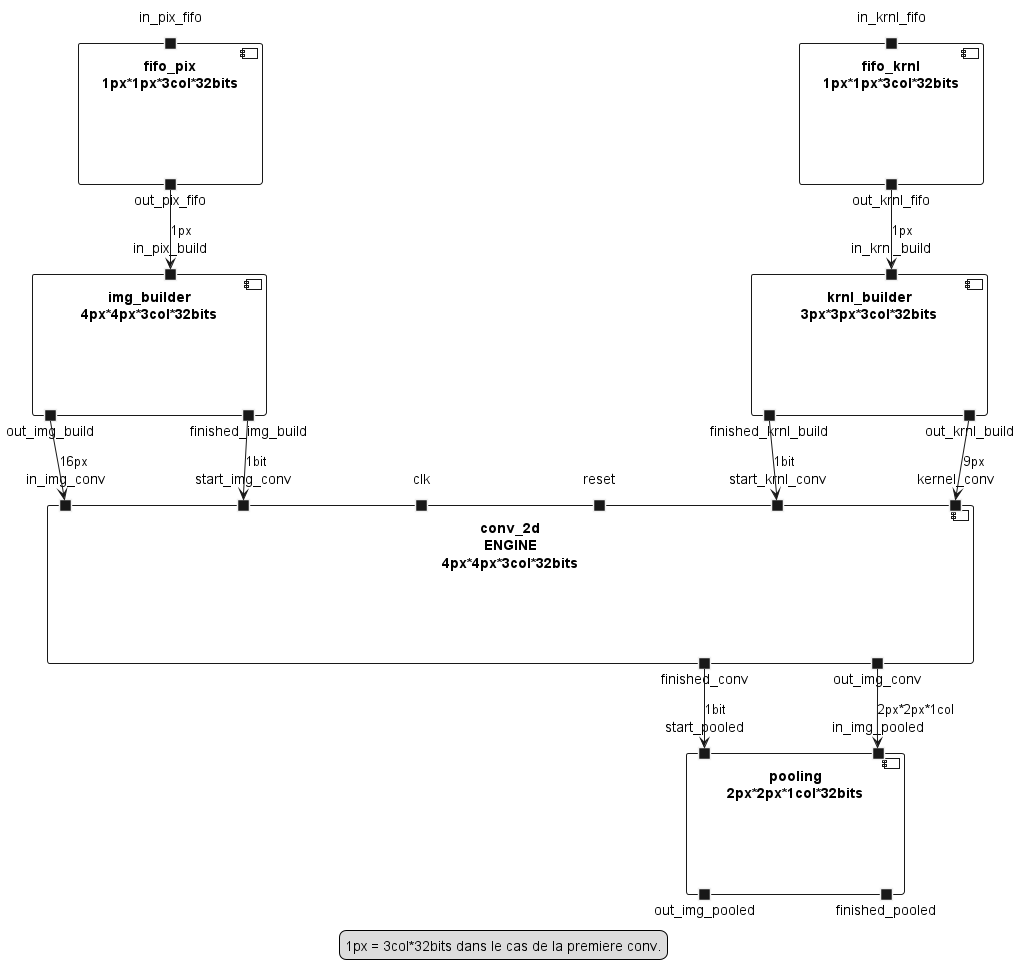 in_pix_fifo
in_krnl_fifo
fifo_pix
1px*1px*3col*32bits
fifo_krnl
1px*1px*3col*32bits
out_pix_fifo
out_krnl_fifo
1px
1px
in_pix_build
in_krnl_build
img_builder
4px*4px*3col*32bits
krnl_builder
3px*3px*3col*32bits
out_img_build
finished_img_build
finished_krnl_build
out_krnl_build
16px
1bit
1bit
9px
in_img_conv
start_img_conv
clk
reset
start_krnl_conv
kernel_conv
conv_2d
ENGINE
4px*4px*3col*32bits
finished_conv
out_img_conv
1bit
2px*2px*1col
start_pooled
in_img_pooled
pooling
2px*2px*1col*32bits
out_img_pooled
finished_pooled
1px = 3col*32bits dans le cas de la premiere conv.